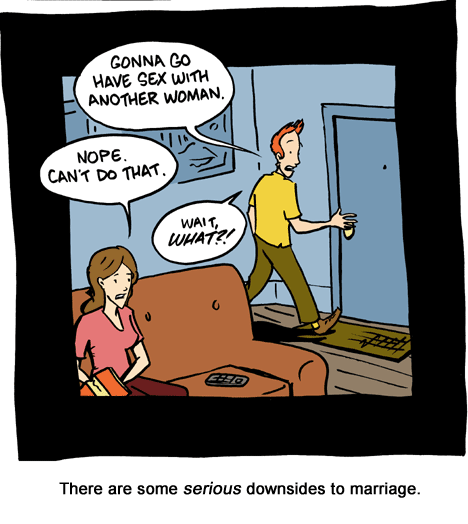 GONNA GO
HAVE SEX WITH
ANOTHER WOMAN.
NOPE.
CAN'T DO THAT.
WAIT,
WHAT?!
There are some serious downsides to marriage.